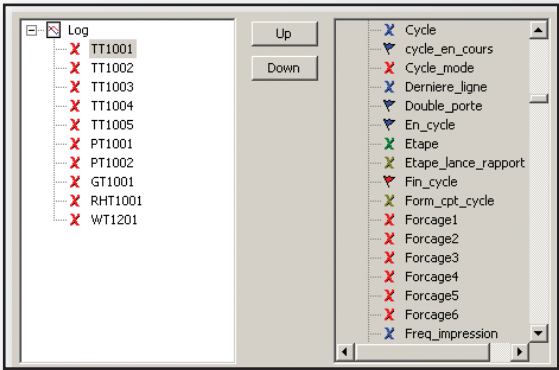 Log
TT1001
TT1002
TT1003
TT1004
TT1005
PT1001
PT1002
GT1001
RHT1001
WT1201
Up
Down
Cycle
cycle_en_cours
Cycle_mode
Derniere_ligne
Double_porte
En_cycle
Etape
Etape_lance_rapport
Fin_cycle
Form_cpt_cycle
Forcage1
Forcage2
Forcage3
Forcage4
Forcage5
Forcage6
Freq_impression